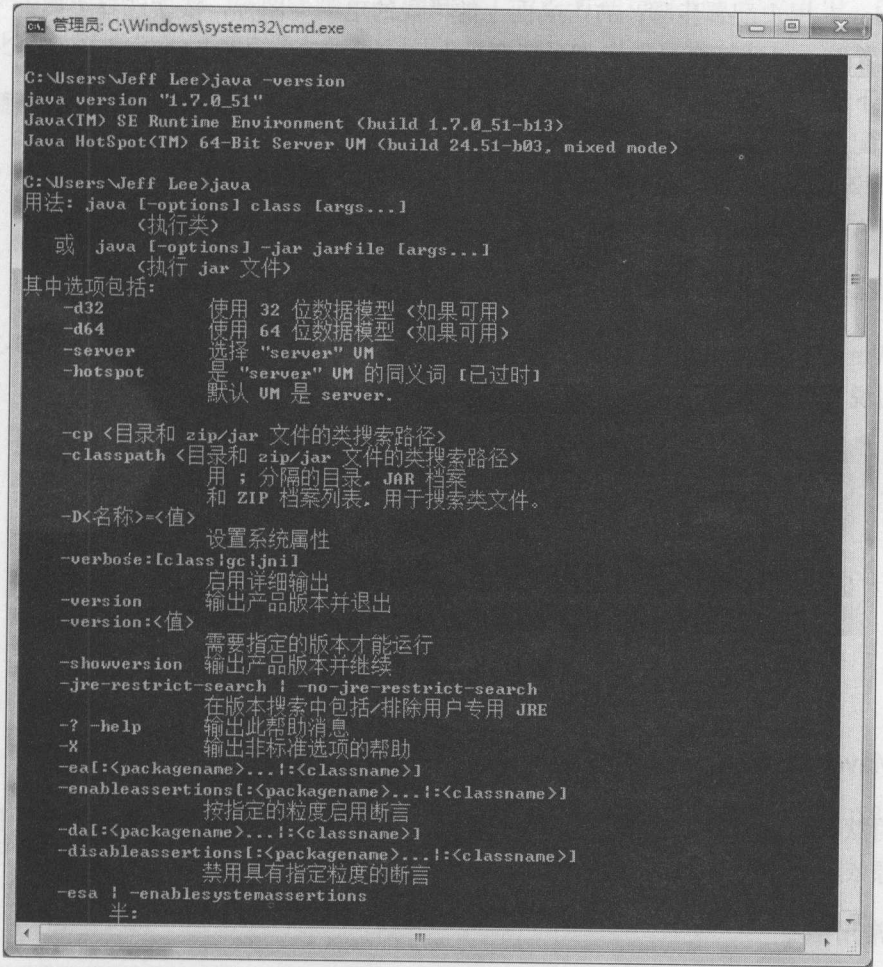 管理员: C:\Windows\system32\cmd.exe
C:\Users\Jeff Lee>java -version
java version "1.7.0_51"
Java(TM) SE Runtime Environment (build 1.7.0_51-b13)
Java HotSpot(TM) 64-Bit Server VM (build 24.51-b03, mixed mode)
C:\Users\Jeff Lee>java
用法: java [-options] class [args...]
(执行类)
或 java [-options] -jar jarfile [args...]
(执行 jar 文件)
其中选项包括:
-d32 使用 32 位数据模型 (如果可用)
-d64 使用 64 位数据模型 (如果可用)
-server 选择 "server" VM
-hotspot 是 "server" VM 的同义词 [已过时]
默认 VM 是 server.
-cp <目录和 zip/jar 文件的类搜索路径>
-classpath <目录和 zip/jar 文件的类搜索路径>
用 ; 分隔的目录, JAR 档案
和 ZIP 档案列表, 用于搜索类文件。
-D<名称>=<值>
设置系统属性
-verbose:[class|gc|jni]
启用详细输出
-version 输出产品版本并退出
-version:<值>
需要指定的版本才能运行
-showversion 输出产品版本并继续
-jre-restrict-search | -no-jre-restrict-search
在版本搜索中包括/排除用户专用 JRE
-? -help 输出此帮助消息
-X 输出非标准选项的帮助
-ea[:<packagename>...|:<classname>]
-enableassertions[:<packagename>...|:<classname>]
按指定的粒度启用断言
-da[:<packagename>...|:<classname>]
-disableassertions[:<packagename>...|:<classname>]
禁用具有指定粒度的断言
-esa | -enablesystemassertions
半: